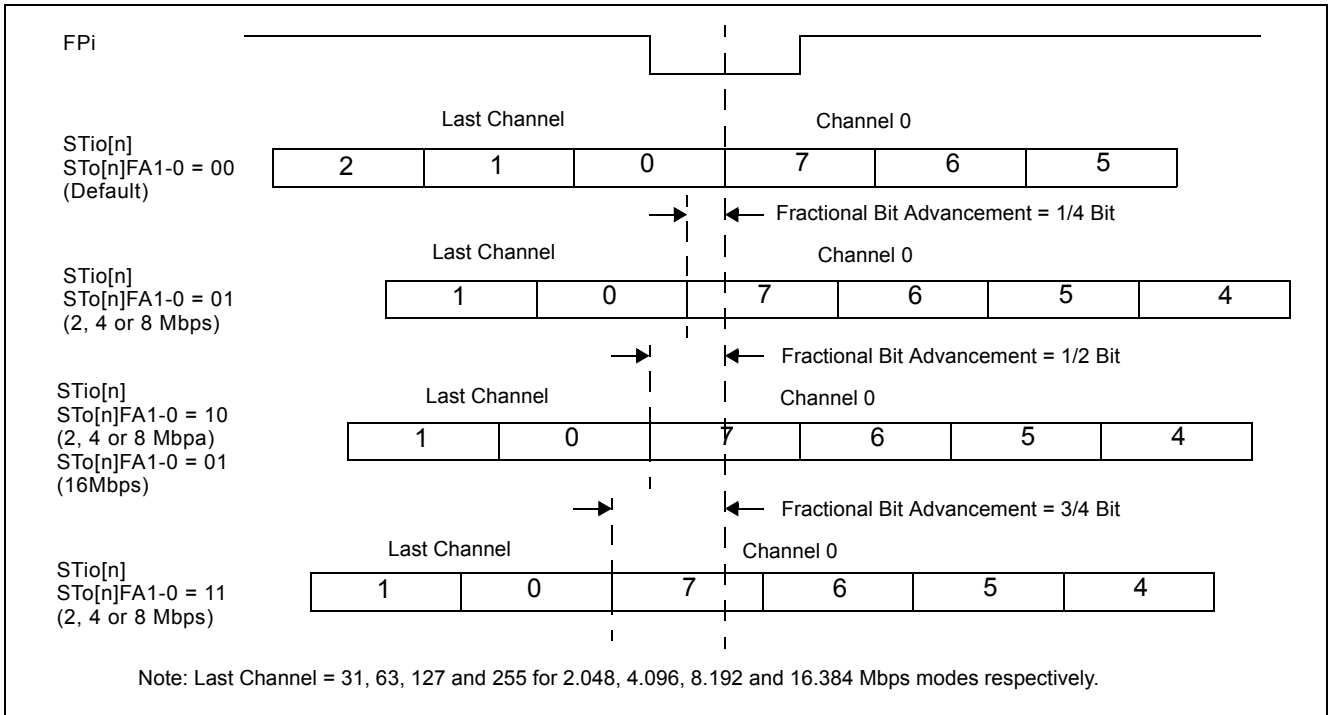 FPi
Last Channel Channel 0
STio[n]
STo[n]FA1-0 = 00
(Default)
2 1 0 7 6 5
Fractional Bit Advancement = 1/4 Bit
Last Channel Channel 0
STio[n]
STo[n]FA1-0 = 01
(2, 4 or 8 Mbps)
1 0 7 6 5 4
Fractional Bit Advancement = 1/2 Bit
Last Channel Channel 0
STio[n]
STo[n]FA1-0 = 10
(2, 4 or 8 Mbpa)
STo[n]FA1-0 = 01
(16Mbps)
1 0 7 6 5 4
Fractional Bit Advancement = 3/4 Bit
Last Channel Channel 0
STio[n]
STo[n]FA1-0 = 11
(2, 4 or 8 Mbps)
1 0 7 6 5 4
Note: Last Channel = 31, 63, 127 and 255 for 2.048, 4.096, 8.192 and 16.384 Mbps modes respectively.